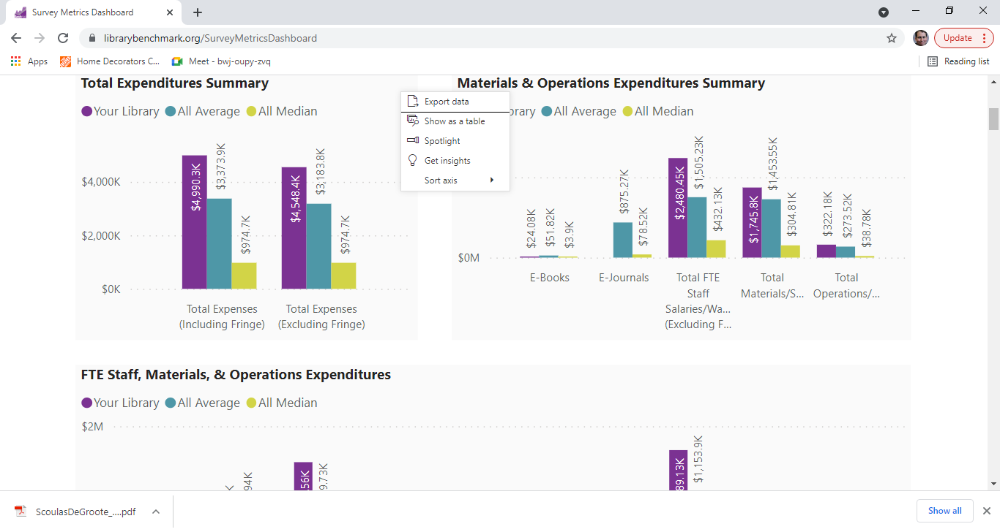 Survey Metrics Dashboard
librarybenchmark.org/SurveyMetricsDashboard
Update
Apps
Home Decorators C...
Meet - bwj-oupy-zvq
Reading list
Total Expenditures Summary
Your Library All Average All Median
$4,000K
$2,000K
$0K
$4,990.3K
$3,373.9K
$974.7K
$4,548.4K
$3,183.8K
$974.7K
Total Expenses
(Including Fringe)
Total Expenses
(Excluding Fringe)
Export data
Show as a table
Spotlight
Get insights
Sort axis
Materials & Operations Expenditures Summary
brary All Average All Median
$0M
$24.08K
$51.82K
$3.9K
$875.27K
$78.52K
$2,480.45K
$1,505.23K
$432.13K
$1,745.8K
$1,453.55K
$304.81K
$322.18K
$273.52K
$38.78K
E-Books
E-Journals
Total FTE
Staff
Salaries/Wa...
(Excluding F...
Total
Materials/S...
Total
Operations/...
FTE Staff, Materials, & Operations Expenditures
Your Library All Average All Median
$2M
94K
56K
9.73K
89.13K
$1,153.9K
ScoulasDeGroote_....pdf
Show all